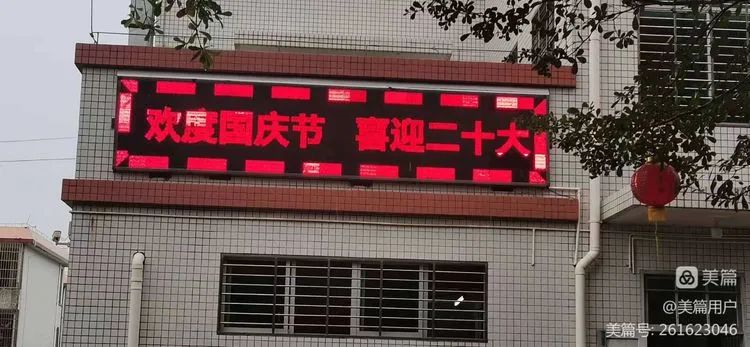 欢度国庆节 喜迎二十大
美篇
@美篇用户
美篇号: 261623046